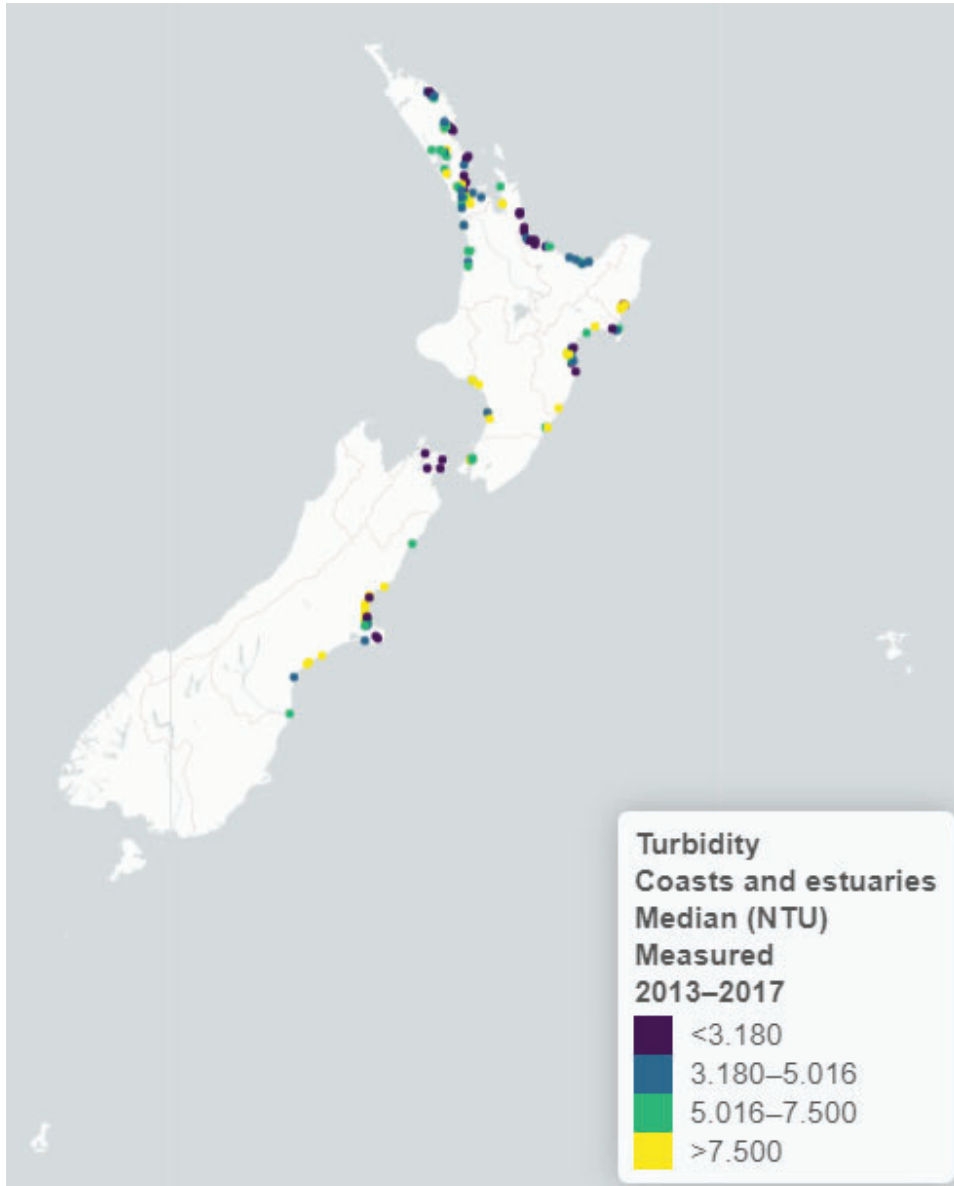 Turbidity
Coasts and estuaries
Median (NTU)
Measured
2013–2017
<3.180
3.180–5.016
5.016–7.500
>7.500